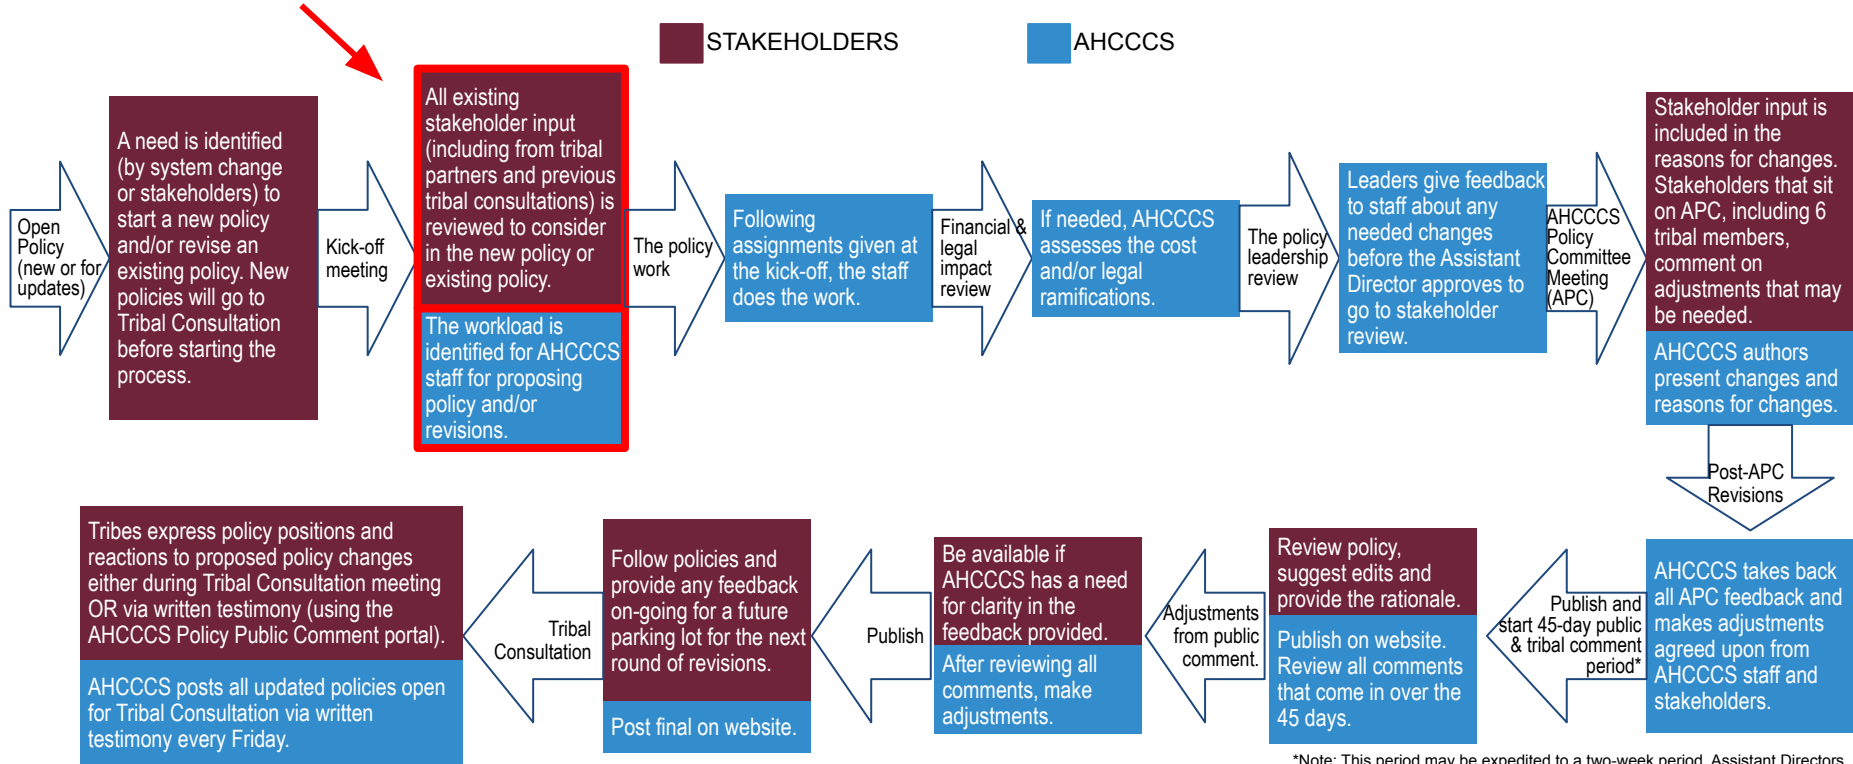 STAKEHOLDERS
AHCCCS
Open
Policy
(new or for
updates)
A need is identified
(by system change
or stakeholders) to
start a new policy
and/or revise an
existing policy. New
policies will go to
Tribal Consultation
before starting the
process.
Kick-off
meeting
All existing
stakeholder input
(including from tribal
partners and previous
tribal consultations) is
reviewed to consider
in the new policy or
existing policy.
The workload is
identified for AHCCCS
staff for proposing
policy and/or
revisions.
The policy
work
Following
assignments given at
the kick-off, the staff
does the work.
Financial &
legal
impact
review
If needed, AHCCCS
assesses the cost
and/or legal
ramifications.
The policy
leadership
review
Leaders give feedback
to staff about any
needed changes
before the Assistant
Director approves to
go to stakeholder
review.
AHCCCS
Policy
Committee
Meeting
(APC)
Stakeholder input is
included in the
reasons for changes.
Stakeholders that sit
on APC, including 6
tribal members,
comment on
adjustments that may
be needed.
AHCCCS authors
present changes and
reasons for changes.
Post-APC
Revisions
AHCCCS takes back
all APC feedback and
makes adjustments
agreed upon from
AHCCCS staff and
stakeholders.
Publish and
start 45-day public
& tribal comment
period*
Review policy,
suggest edits and
provide the rationale.
Publish on website.
Review all comments
that come in over the
45 days.
Adjustments
from public
comment.
Be available if
AHCCCS has a need
for clarity in the
feedback provided.
After reviewing all
comments, make
adjustments.
Publish
Follow policies and
provide any feedback
on-going for a future
parking lot for the next
round of revisions.
Post final on website.
Tribal
Consultation
Tribes express policy positions and
reactions to proposed policy changes
either during Tribal Consultation meeting
OR via written testimony (using the
AHCCCS Policy Public Comment portal).
AHCCCS posts all updated policies open
for Tribal Consultation via written
testimony every Friday.
*Note: This period may be expedited to a two-week period. Assistant Directors